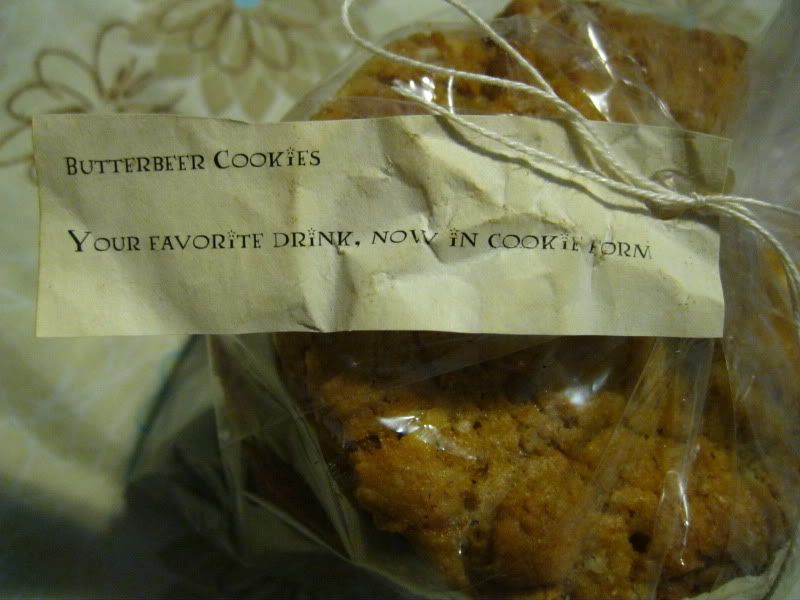 Butterbeer Cookies
Your favorite drink, now in cookie form